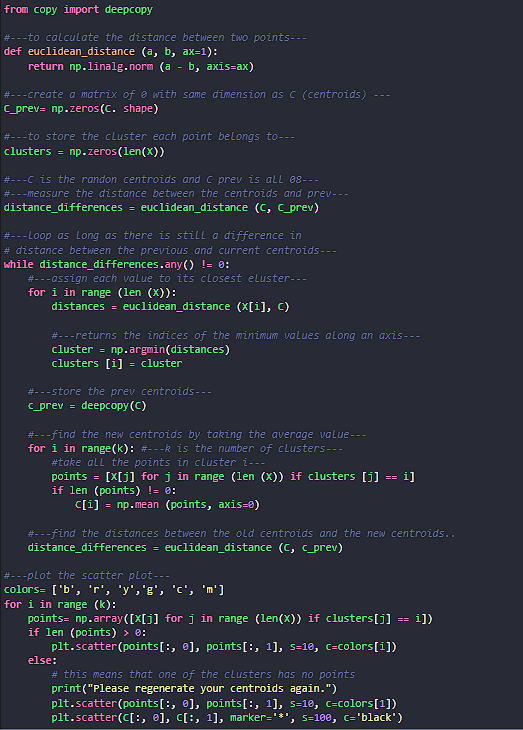 from copy import deepcopy
#---to calculate the distance between two points---
def euclidean_distance (a, b, ax=1):
    return np.linalg.norm (a - b, axis=ax)
#---create a matrix of 0 with same dimension as C (centroids) ---
C_prev= np.zeros(C. shape)
#---to store the cluster each point belongs to---
clusters = np.zeros(len(X))
#---C is the randon centroids and C prev is all 08---
#---measure the distance between the centroids and prev---
distance_differences = euclidean_distance (C, C_prev)
#---loop as long as there is still a difference in
# distance between the previous and current centroids---
while distance_differences.any() != 0:
    #---assign each value to its closest eluster---
    for i in range (len (X)):
        distances = euclidean_distance (X[i], C)
        #---returns the indices of the minimum values along an axis---
        cluster = np.argmin(distances)
        clusters [i] = cluster
    #---store the prev centroids---
    c_prev = deepcopy(C)
    #---find the new centroids by taking the average value---
    for i in range(k): #---k is the number of clusters---
        #take all the points in cluster i---
        points = [X[j] for j in range (len (X)) if clusters [j] == i]
        if len (points) != 0:
            C[i] = np.mean (points, axis=0)
    #---find the distances between the old centroids and the new centroids..
    distance_differences = euclidean_distance (C, c_prev)
#---plot the scatter plot---
colors= ['b', 'r', 'y','g', 'c', 'm']
for i in range (k):
    points= np.array([X[j] for j in range (len(X)) if clusters[j] == i])
    if len (points) > 0:
        plt.scatter(points[:, 0], points[:, 1], s=10, c=colors[i])
    else:
        # this means that one of the clusters has no points
        print("Please regenerate your centroids again.")
        plt.scatter(points[:, 0], points[:, 1], s=10, c=colors[1])
        plt.scatter(C[:, 0], C[:, 1], marker='*', s=100, c='black')